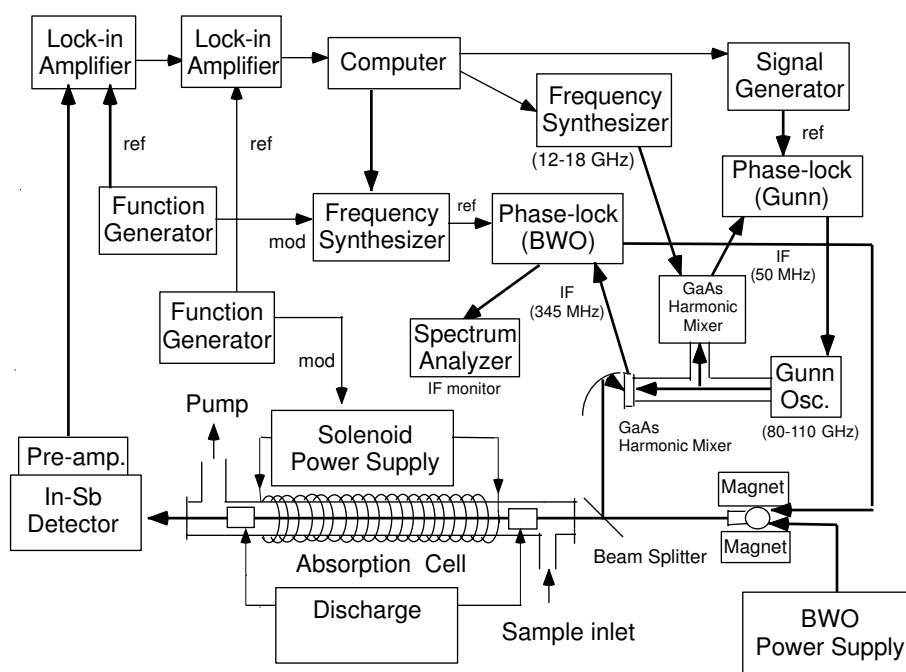 Lock-in
Amplifier
Lock-in
Amplifier
Computer
Signal
Generator
Frequency
Synthesizer
(12-18 GHz)
ref
ref
ref
Phase-lock
(Gunn)
Function
Generator
mod
Frequency
Synthesizer
ref
Phase-lock
(BWO)
IF
(50 MHz)
GaAs
Harmonic
Mixer
IF
(345 MHz)
Function
Generator
mod
Spectrum
Analyzer
IF monitor
Gunn
Osc.
(80-110 GHz)
GaAs
Harmonic Mixer
Pump
Solenoid
Power Supply
Pre-amp.
In-Sb
Detector
Magnet
Magnet
Beam Splitter
Absorption Cell
Discharge
Sample inlet
BWO
Power Supply